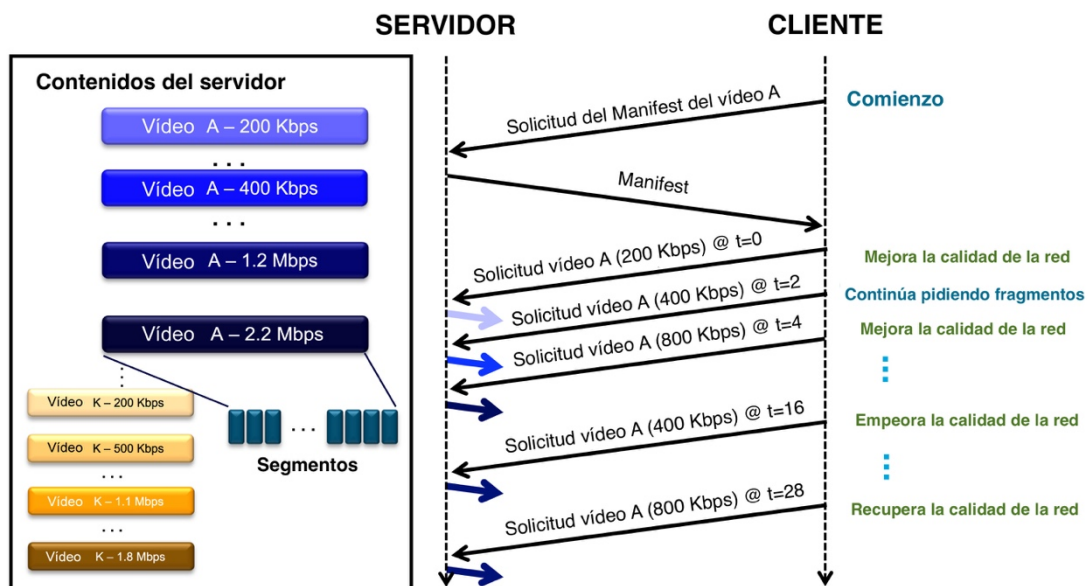 SERVIDOR
CLIENTE
Contenidos del servidor
Vídeo A – 200 Kbps
...
Vídeo A – 400 Kbps
...
Vídeo A – 1.2 Mbps
Vídeo A – 2.2 Mbps
...
Vídeo K – 200 Kbps
Vídeo K – 500 Kbps
...
Vídeo K – 1.1 Mbps
...
Vídeo K – 1.8 Mbps
...
Segmentos
Solicitud del Manifest del vídeo A
Comienzo
Manifest
Solicitud vídeo A (200 Kbps) @ t=0
Mejora la calidad de la red
Solicitud vídeo A (400 Kbps) @ t=2
Continúa pidiendo fragmentos
Solicitud vídeo A (800 Kbps) @ t=4
Mejora la calidad de la red
Solicitud vídeo A (400 Kbps) @ t=16
Empeora la calidad de la red
Solicitud vídeo A (800 Kbps) @ t=28
Recupera la calidad de la red